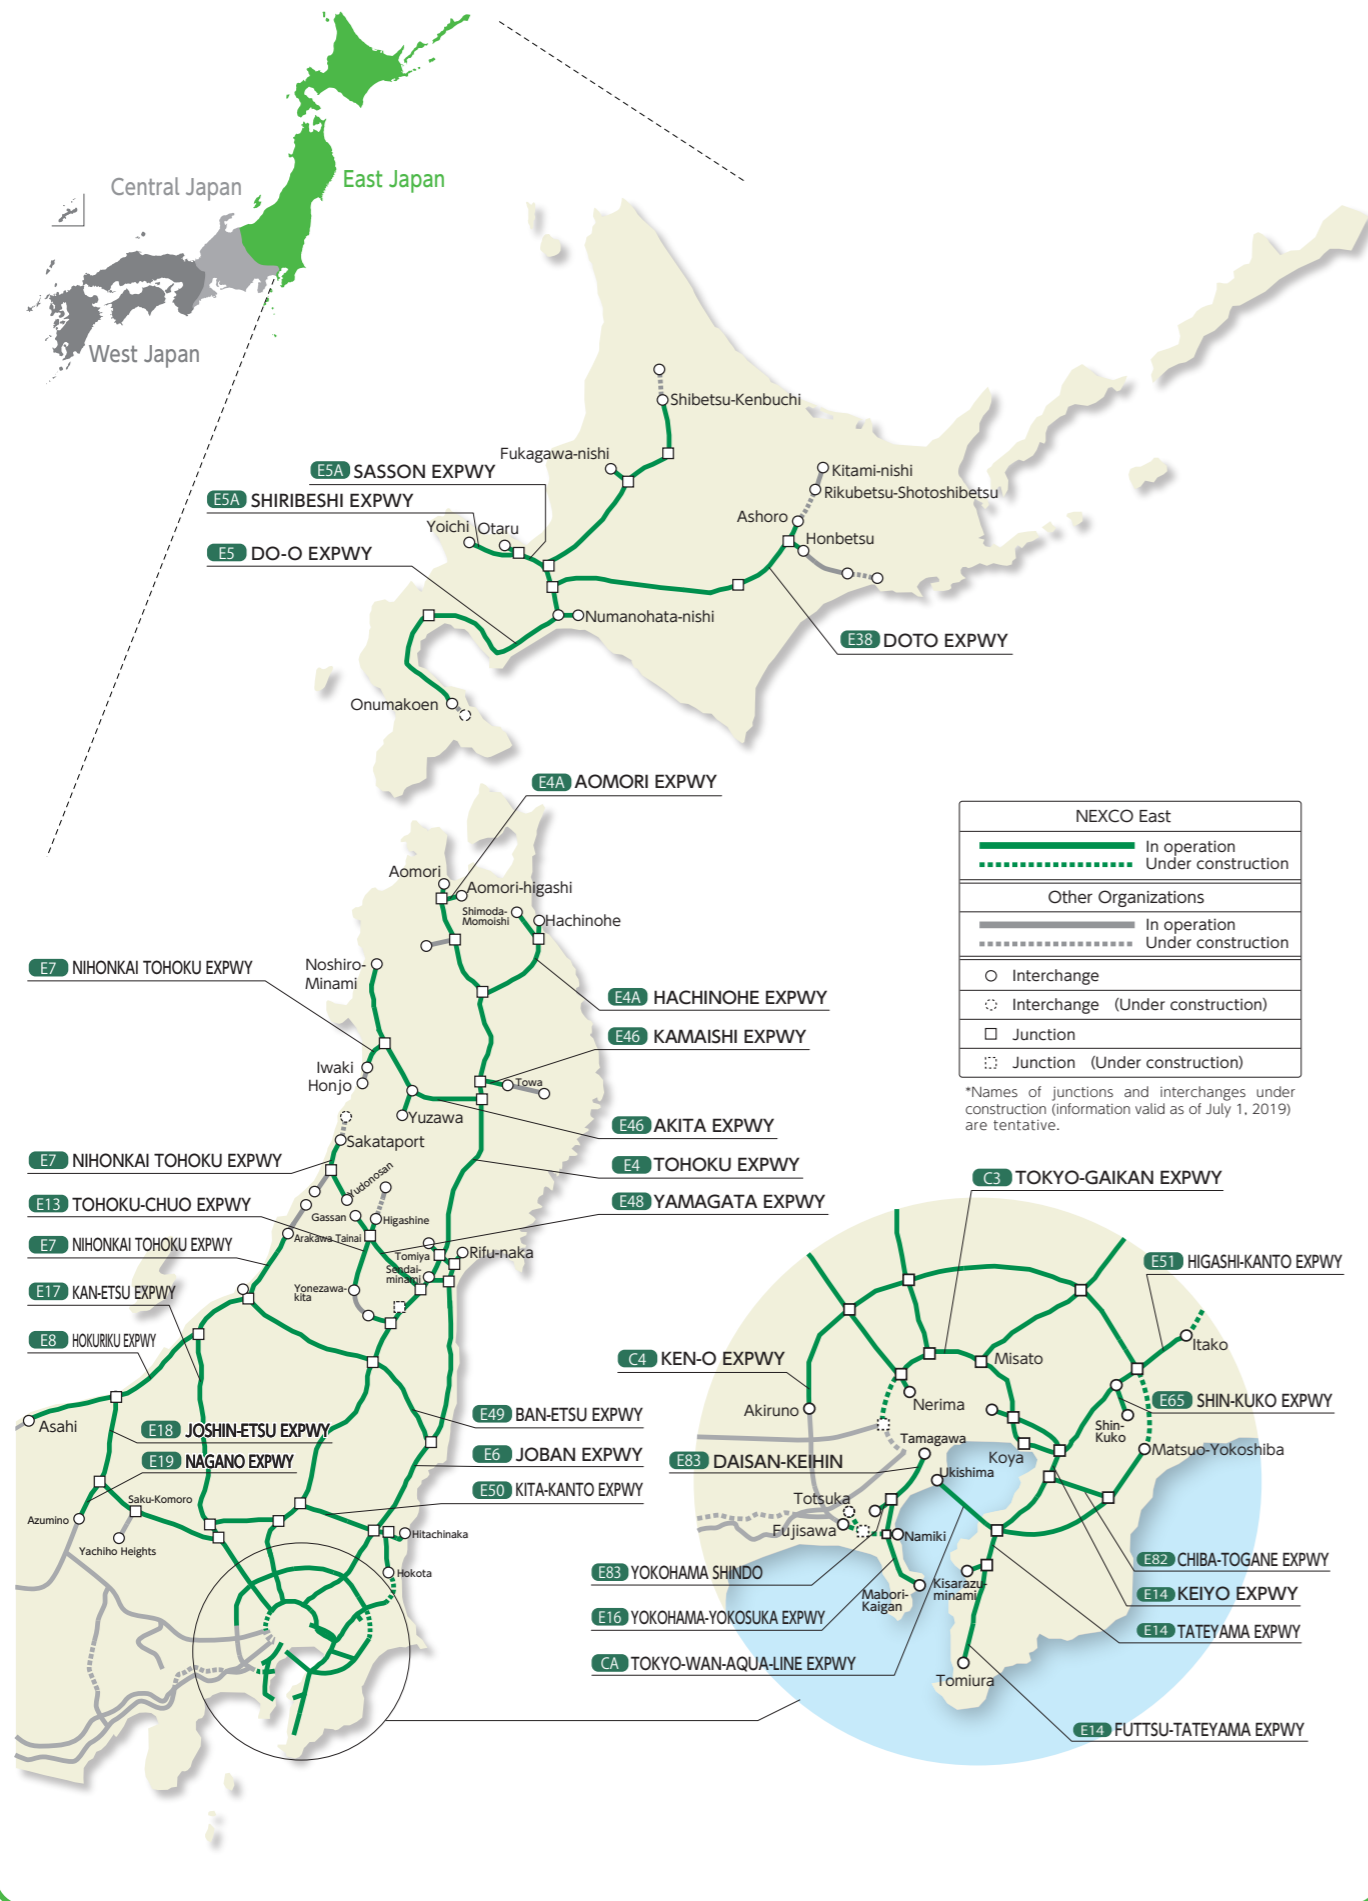 Central Japan
East Japan
West Japan
Shibetsu-Kenbuchi
Fukagawa-nishi
E5A SASSON EXPWY
E5A SHIRIBESHI EXPWY
Kitami-nishi
Rikubetsu-Shotoshibetsu
Ashoro
Honbetsu
Yoichi
Otaru
E5 DO-O EXPWY
Numanohata-nishi
E38 DOTO EXPWY
Onumakoen
E4A AOMORI EXPWY
Aomori
Aomori-higashi
Shimoda-
Momoishi
Hachinohe
E7 NIHONKAI TOHOKU EXPWY
Noshiro-
Minami
E4A HACHINOHE EXPWY
E46 KAMAISHI EXPWY
Iwaki
Honjo
Towa
Yuzawa
E46 AKITA EXPWY
Sakataport
E7 NIHONKAI TOHOKU EXPWY
E4 TOHOKU EXPWY
Yudonosan
E13 TOHOKU-CHUO EXPWY
E48 YAMAGATA EXPWY
Gassan
Higashine
Arakawa Tainai
E7 NIHONKAI TOHOKU EXPWY
Tomiya
Rifu-naka
Sendai-
minami
E17 KAN-ETSU EXPWY
Yonezawa-
kita
E8 HOKURIKU EXPWY
Asahi
E18 JOSHIN-ETSU EXPWY
E49 BAN-ETSU EXPWY
E19 NAGANO EXPWY
E6 JOBAN EXPWY
E50 KITA-KANTO EXPWY
Saku-Komoro
Azumino
Yachiho Heights
Hitachinaka
Hokota
NEXCO East
In operation
Under construction
Other Organizations
In operation
Under construction
Interchange
Interchange (Under construction)
Junction
Junction (Under construction)
*Names of junctions and interchanges under
construction (information valid as of July 1, 2019)
are tentative.
C3 TOKYO-GAIKAN EXPWY
E51 HIGASHI-KANTO EXPWY
Itako
C4 KEN-O EXPWY
Misato
E65 SHIN-KUKO EXPWY
Akiruno
Nerima
Shin-
Kuko
Tamagawa
Koya
Matsuo-Yokoshiba
E83 DAISAN-KEIHIN
Ukishima
Totsuka
Fujisawa
Namiki
E83 YOKOHAMA SHINDO
Mabori-
Kaigan
Kisarazu-
minami
E82 CHIBA-TOGANE EXPWY
E14 KEIYO EXPWY
E16 YOKOHAMA-YOKOSUKA EXPWY
E14 TATEYAMA EXPWY
CA TOKYO-WAN-AQUA-LINE EXPWY
Tomiura
E14 FUTTSU-TATEYAMA EXPWY